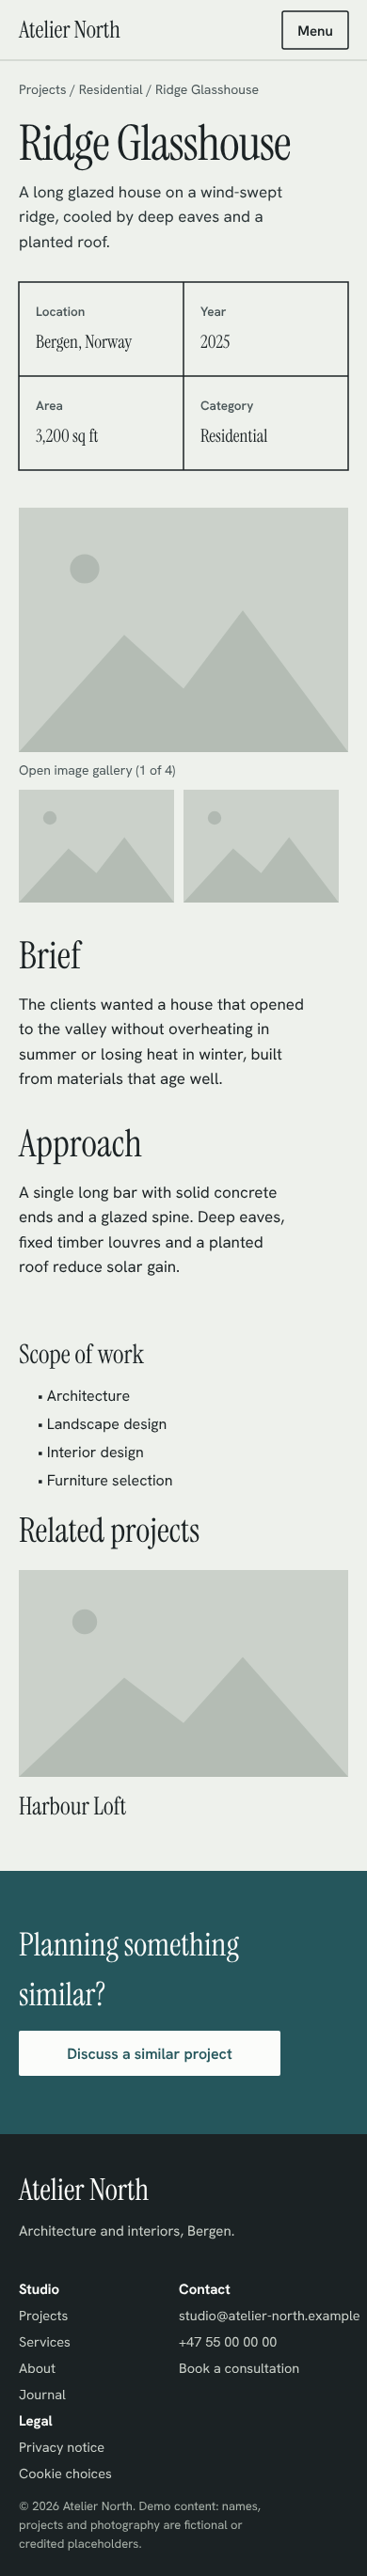 Atelier North
Menu
Projects / Residential / Ridge Glasshouse
Ridge Glasshouse
A long glazed house on a wind-swept
ridge, cooled by deep eaves and a
planted roof.
Location
Bergen, Norway
Year
2025
Area
3,200 sq ft
Category
Residential
Open image gallery (1 of 4)
Brief
The clients wanted a house that opened
to the valley without overheating in
summer or losing heat in winter, built
from materials that age well.
Approach
A single long bar with solid concrete
ends and a glazed spine. Deep eaves,
fixed timber louvres and a planted
roof reduce solar gain.
Scope of work
▪ Architecture
▪ Landscape design
▪ Interior design
▪ Furniture selection
Related projects
Harbour Loft
Planning something
similar?
Discuss a similar project
Atelier North
Architecture and interiors, Bergen.
Studio
Projects
Services
About
Journal
Contact
studio@atelier-north.example
+47 55 00 00 00
Book a consultation
Legal
Privacy notice
Cookie choices
© 2026 Atelier North. Demo content: names,
projects and photography are fictional or
credited placeholders.